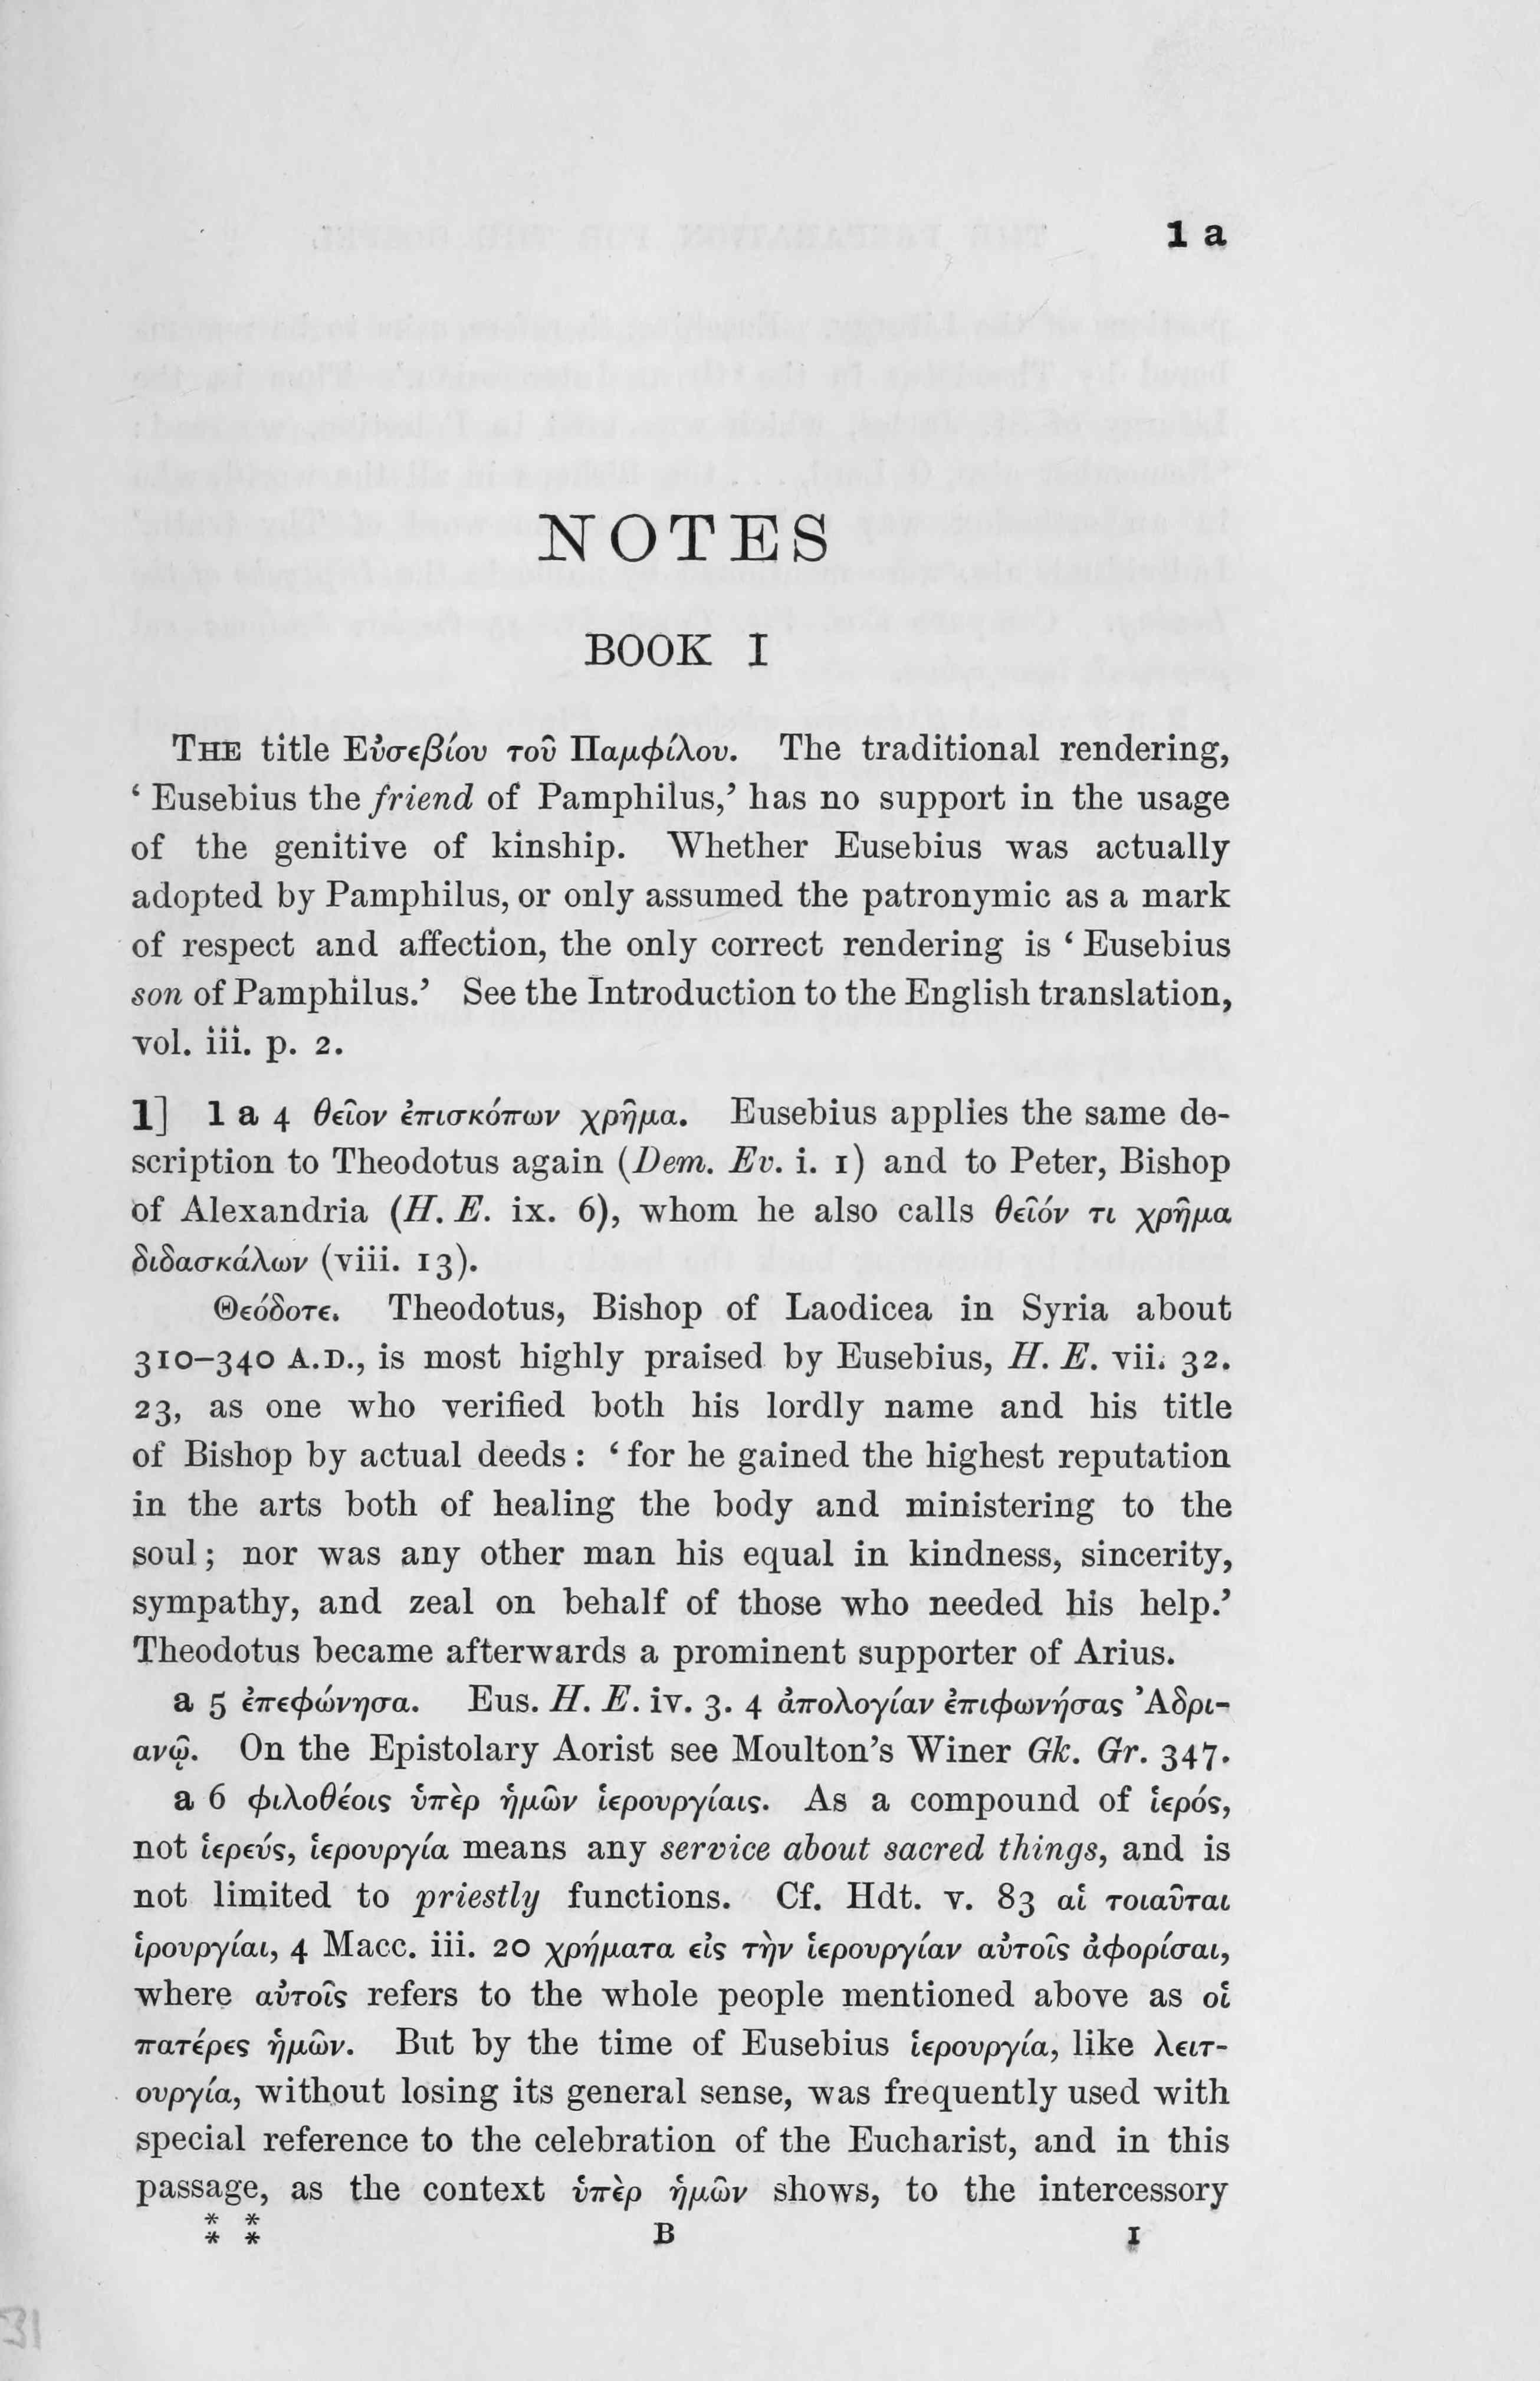 1 a
NOTES
BOOK I
THE title Εὐσεβίου τοῦ Παμφίλου. The traditional rendering,
‘ Eusebius the friend of Pamphilus,’ has no support in the usage
of the genitive of kinship. Whether Eusebius was actually
adopted by Pamphilus, or only assumed the patronymic as a mark
of respect and affection, the only correct rendering is ‘ Eusebius
son of Pamphilus.’ See the Introduction to the English translation,
vol. iii. p. 2.
1] 1 a 4 θεῖον ἐπισκόπων χρῆμα. Eusebius applies the same de-
scription to Theodotus again (Dem. Ev. i. 1) and to Peter, Bishop
of Alexandria (H. E. ix. 6), whom he also calls θεῖόν τι χρῆμα
διδασκάλων (viii. 13).
Θεόδοτε. Theodotus, Bishop of Laodicea in Syria about
310–340 A.D., is most highly praised by Eusebius, H. E. vii. 32.
23, as one who verified both his lordly name and his title
of Bishop by actual deeds : ‘ for he gained the highest reputation
in the arts both of healing the body and ministering to the
soul; nor was any other man his equal in kindness, sincerity,
sympathy, and zeal on behalf of those who needed his help.’
Theodotus became afterwards a prominent supporter of Arius.
a 5 ἐπεφώνησα. Eus. H. E. iv. 3. 4 ἀπολογίαν ἐπιφωνήσας Ἀδρι-
ανῷ. On the Epistolary Aorist see Moulton’s Winer Gk. Gr. 347.
a 6 φιλοθέοις ὑπὲρ ἡμῶν ἱερουργίαις. As a compound of ἱερός,
not ἱερεύς, ἱερουργία means any service about sacred things, and is
not limited to priestly functions. Cf. Hdt. v. 83 αἱ τοιαῦται
ἱρουργίαι, 4 Macc. iii. 20 χρήματα εἰς τὴν ἱερουργίαν αὐτοῖς ἀφορίσαι,
where αὐτοῖς refers to the whole people mentioned above as οἱ
πατέρες ἡμῶν. But by the time of Eusebius ἱερουργία, like λειτ-
ουργία, without losing its general sense, was frequently used with
special reference to the celebration of the Eucharist, and in this
passage, as the context ὑπὲρ ἡμῶν shows, to the intercessory
* *
* * B 1
31